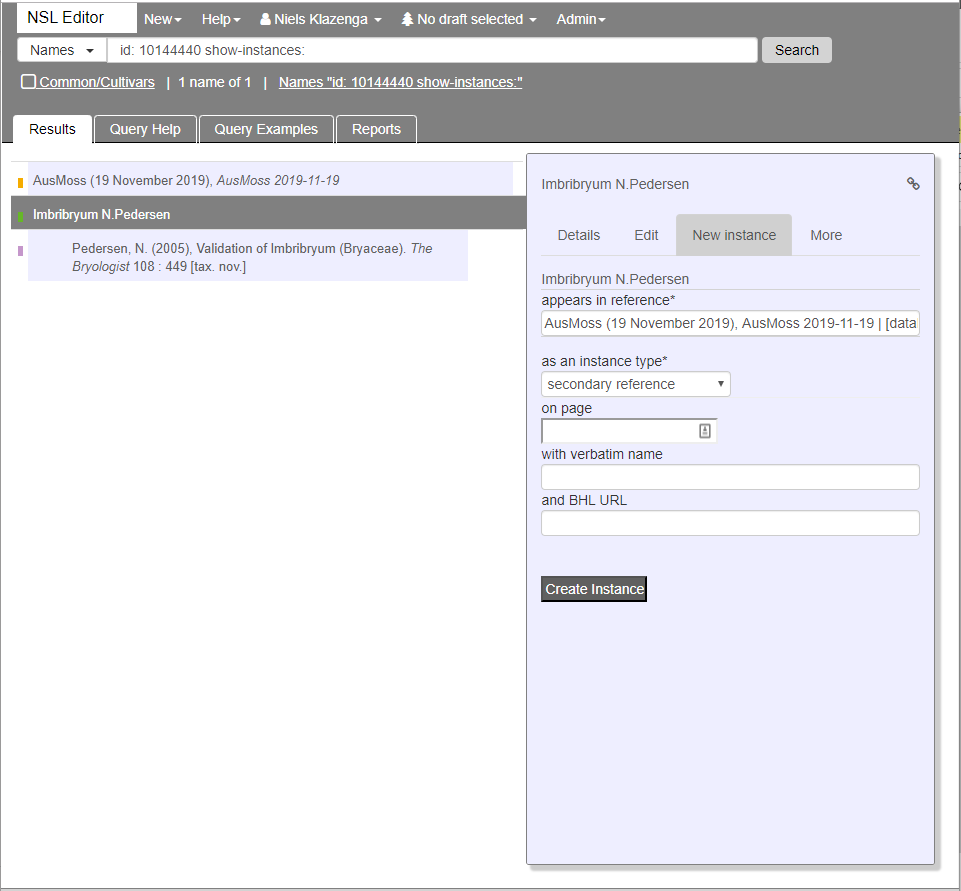 NSL Editor New Help Niels Klazenga No draft selected Admin
Names id: 10144440 show-instances: Search
Common/Cultivars | 1 name of 1 | Names "id: 10144440 show-instances:"
Results Query Help Query Examples Reports
AusMoss (19 November 2019), AusMoss 2019-11-19
Imbribryum N.Pedersen
Pedersen, N. (2005), Validation of Imbribryum (Bryaceae). The
Bryologist 108 : 449 [tax. nov.]
Imbribryum N.Pedersen
Details Edit New instance More
Imbribryum N.Pedersen
appears in reference*
AusMoss (19 November 2019), AusMoss 2019-11-19 | [data
as an instance type*
secondary reference
on page
with verbatim name
and BHL URL
Create Instance